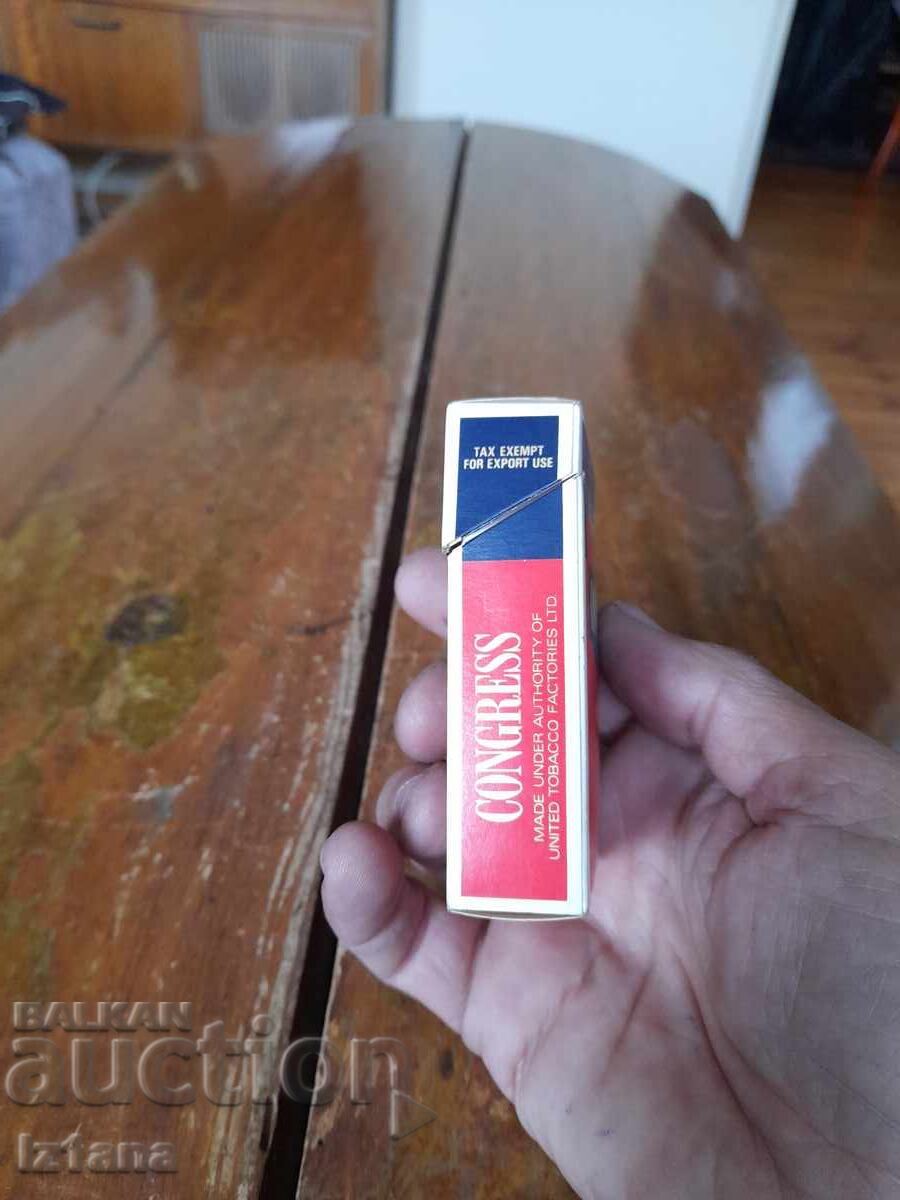 TAX EXEMPT
FOR EXPORT USE
CONGRESS
MADE UNDER AUTHORITY OF
UNITED TOBACCO FACTORIES LTD.
BALKAN
auction
Iztana